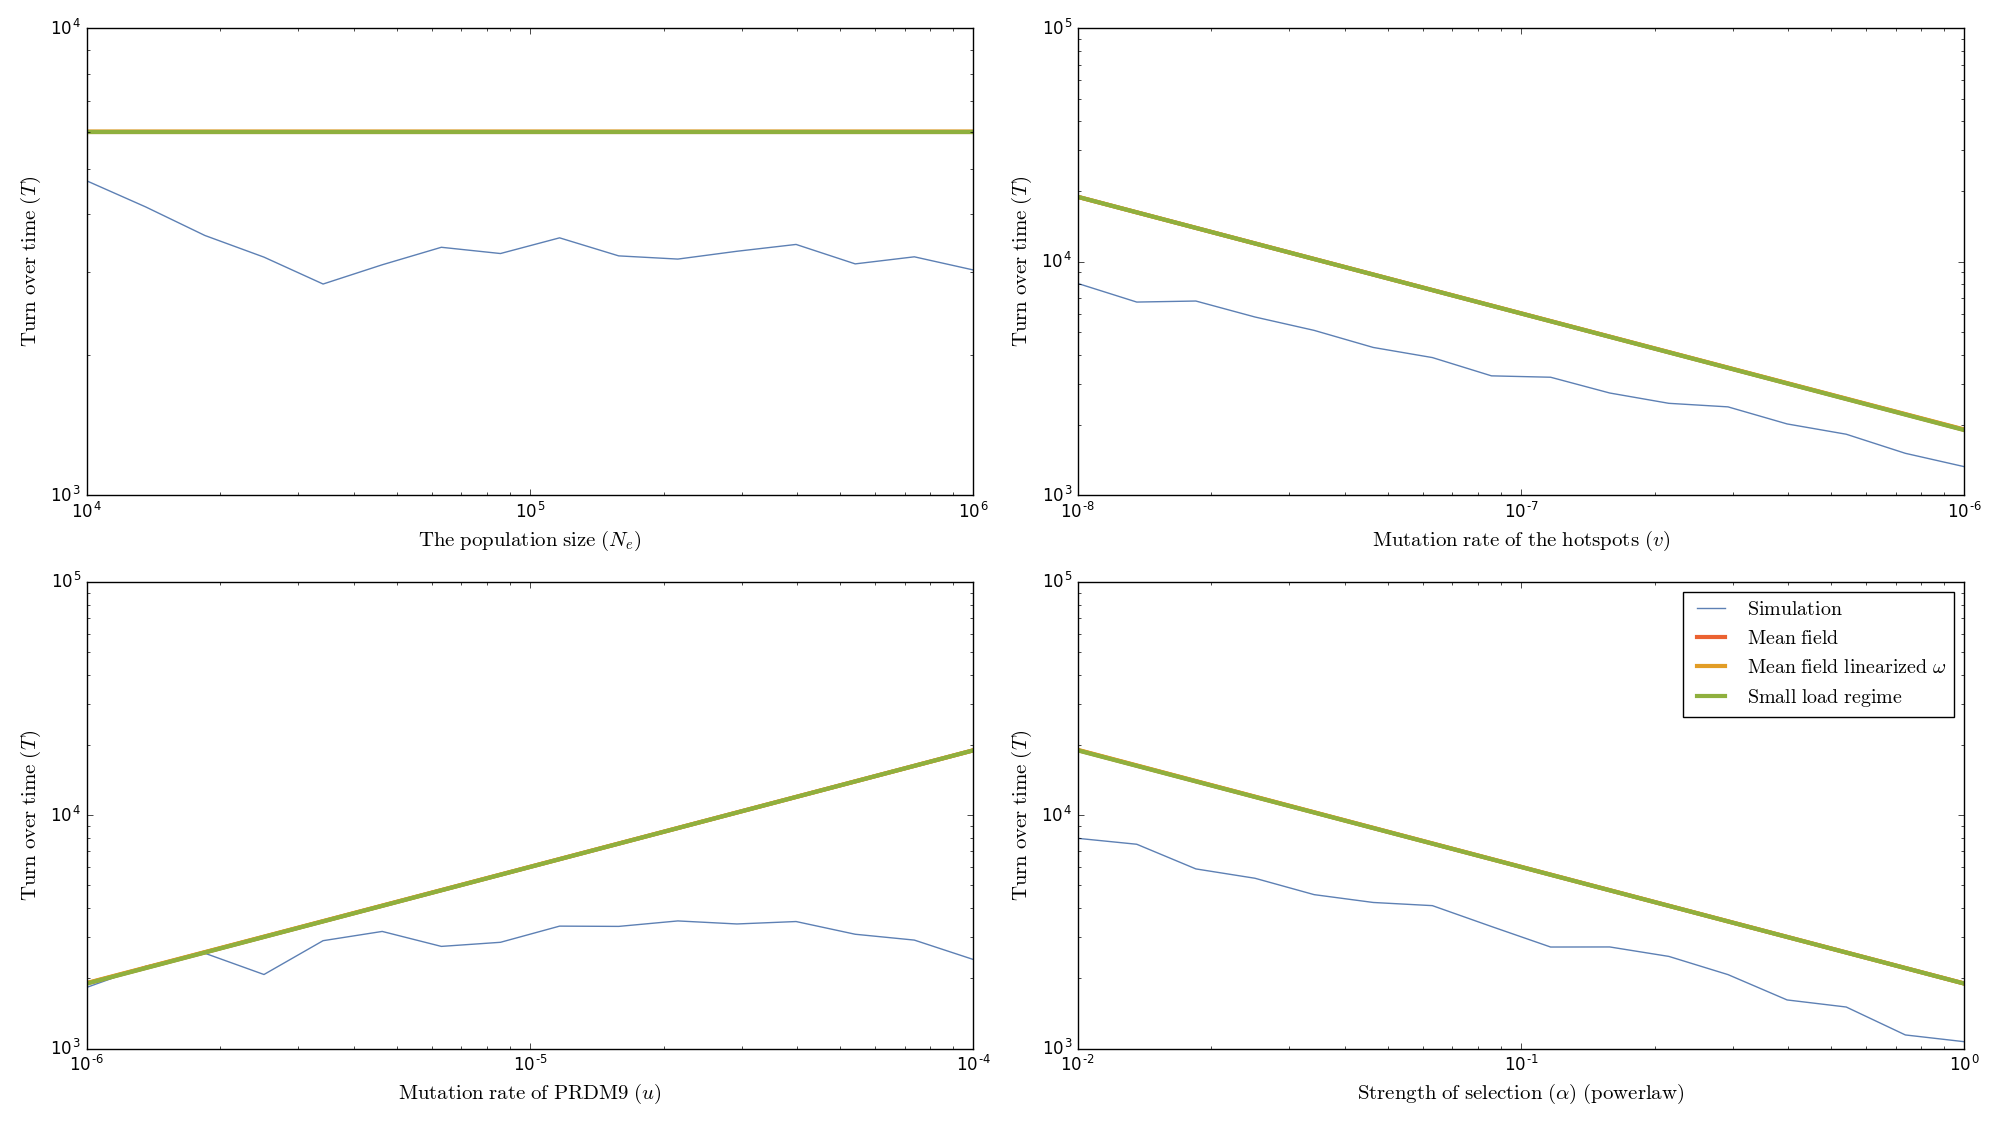 10^4
10^3
10^4
10^5
10^6
Turn over time (T)
The population size (N_e)
10^5
10^4
10^3
10^-8
10^-7
10^-6
Turn over time (T)
Mutation rate of the hotspots (v)
10^5
10^4
10^3
10^-6
10^-5
10^-4
Turn over time (T)
Mutation rate of PRDM9 (u)
10^5
10^4
10^3
10^-2
10^-1
10^0
Turn over time (T)
Strength of selection (α) (powerlaw)
Simulation
Mean field
Mean field linearized ω
Small load regime